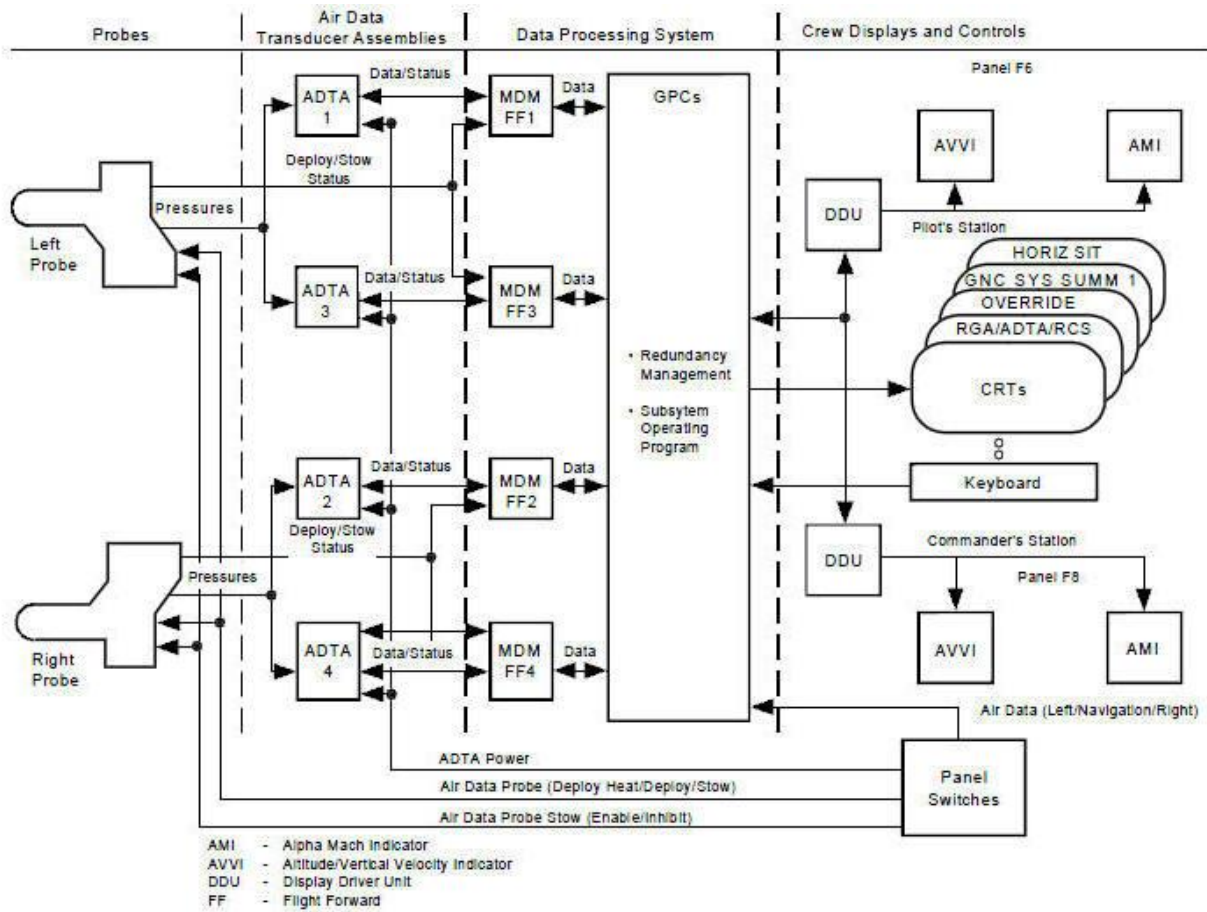 Probes
Air Data
Transducer Assemblies
Data Processing System
Crew Displays and Controls
Panel F6
Data/Status
ADTA
1
MDM
FF1
Data
GPCs
AVVI
AMI
Deploy/Stow
Status
Pressures
Left
Probe
DDU
Pilot's Station
HORIZ SIT
GNC SYS SUMM 1
OVERRIDE
RGA/ADTA/RCS
CRTs
Data/Status
ADTA
3
MDM
FF3
Data
• Redundancy
Management
• Subsytem
Operating
Program
Data/Status
ADTA
2
MDM
FF2
Data
Keyboard
Deploy/Stow
Status
Pressures
Right
Probe
DDU
Commander's Station
Panel F8
ADTA
4
Data/Status
MDM
FF4
Data
AVVI
AMI
Air Data (Left/Navigation/Right)
ADTA Power
Air Data Probe (Deploy Heat/Deploy/Stow)
Air Data Probe Stow (Enable/Inhibit)
Panel
Switches
AMI - Alpha Mach Indicator
AVVI - Altitude/Vertical Velocity Indicator
DDU - Display Driver Unit
FF - Flight Forward